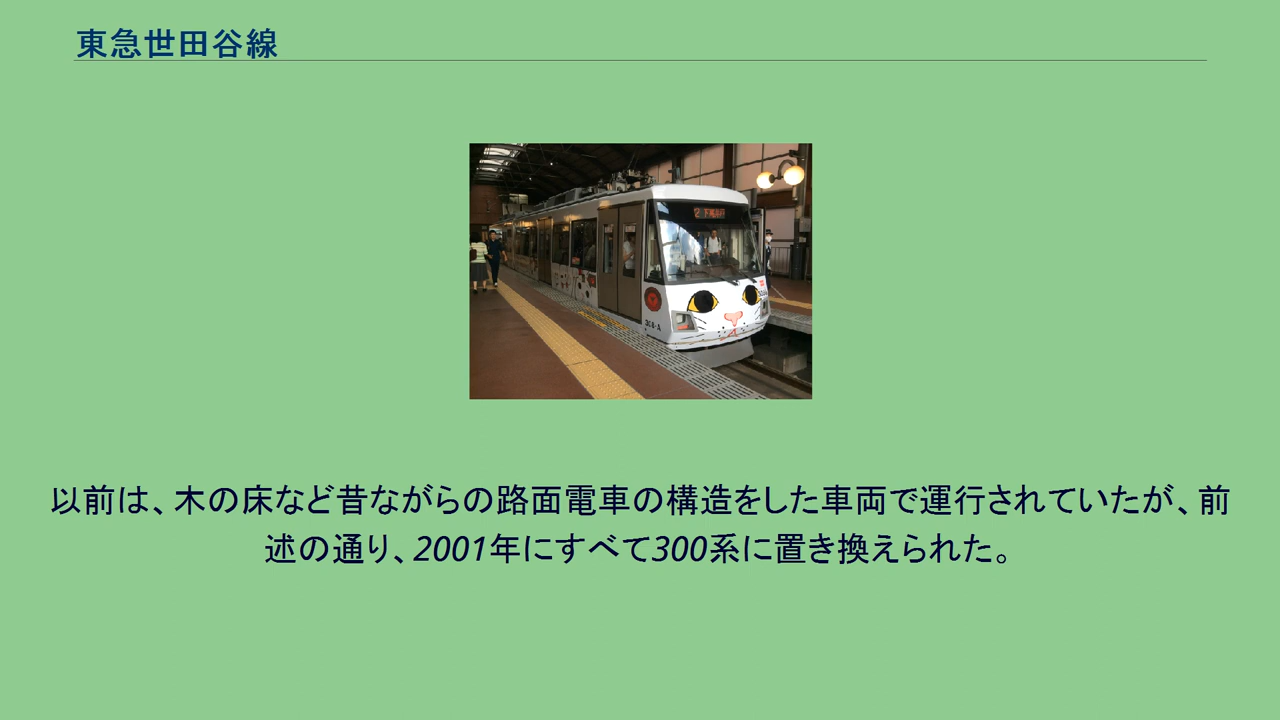 東急世田谷線
308-A
以前は、木の床など昔ながらの路面電車の構造をした車両で運行されていたが、前
述の通り、2001年にすべて300系に置き換えられた。